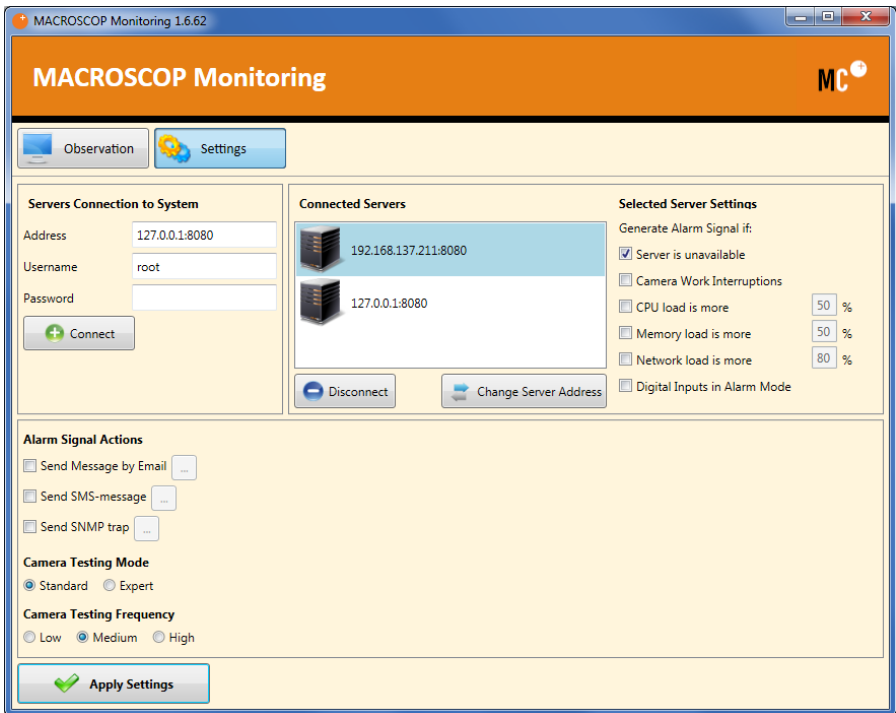 MACROSCOP Monitoring 1.6.62
MACROSCOP Monitoring
MC
Observation
Settings
Servers Connection to System
Address
127.0.0.1:8080
Username
root
Password
Connect
Connected Servers
192.168.137.211:8080
127.0.0.1:8080
Disconnect
Change Server Address
Selected Server Settings
Generate Alarm Signal if:
Server is unavailable
Camera Work Interruptions
CPU load is more 50 %
Memory load is more 50 %
Network load is more 80 %
Digital Inputs in Alarm Mode
Alarm Signal Actions
Send Message by Email ...
Send SMS-message ...
Send SNMP trap ...
Camera Testing Mode
Standard Expert
Camera Testing Frequency
Low Medium High
Apply Settings